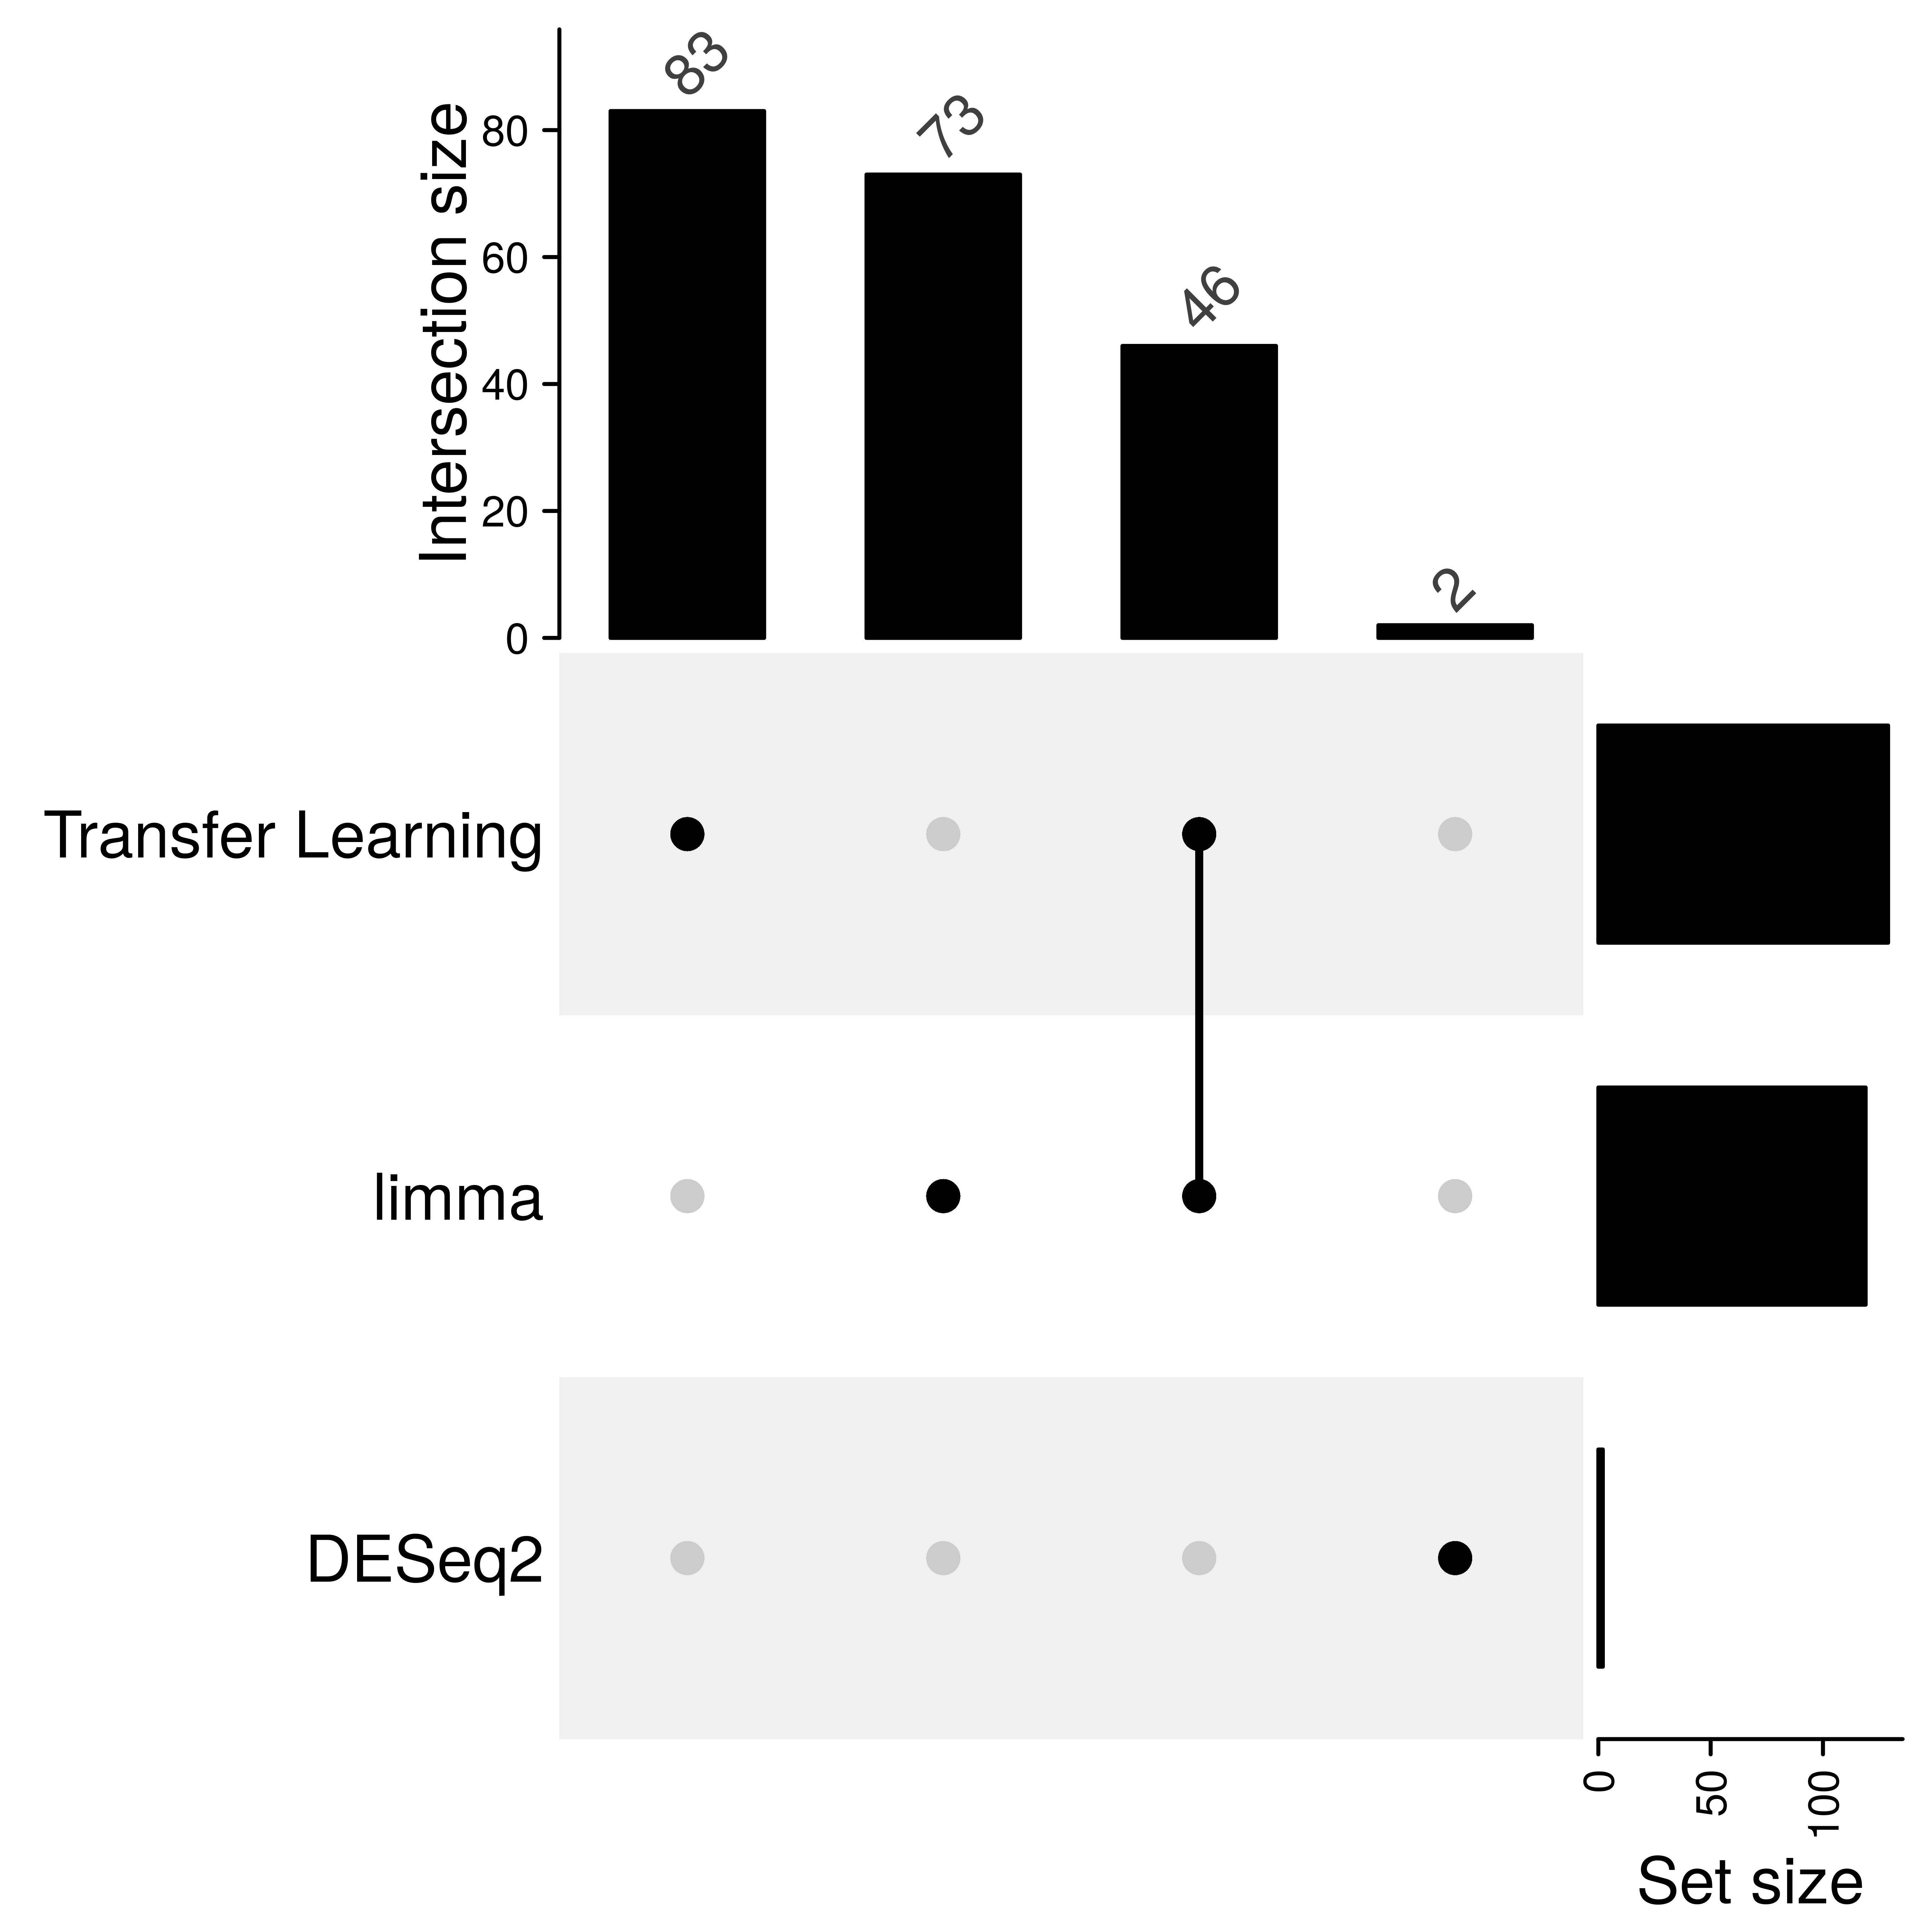 Intersection size
80
60
40
20
0
83
73
46
2
Transfer Learning
limma
DESeq2
0
50
100
Set size